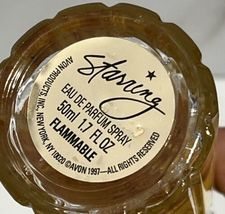 Starring
EAU DE PARFUM SPRAY
50ml 1.7 FL.OZ
FLAMMABLE
AVON PRODUCTS, INC., NEW YORK, NY 10020 ©AVON 1997—ALL RIGHTS RESERVED